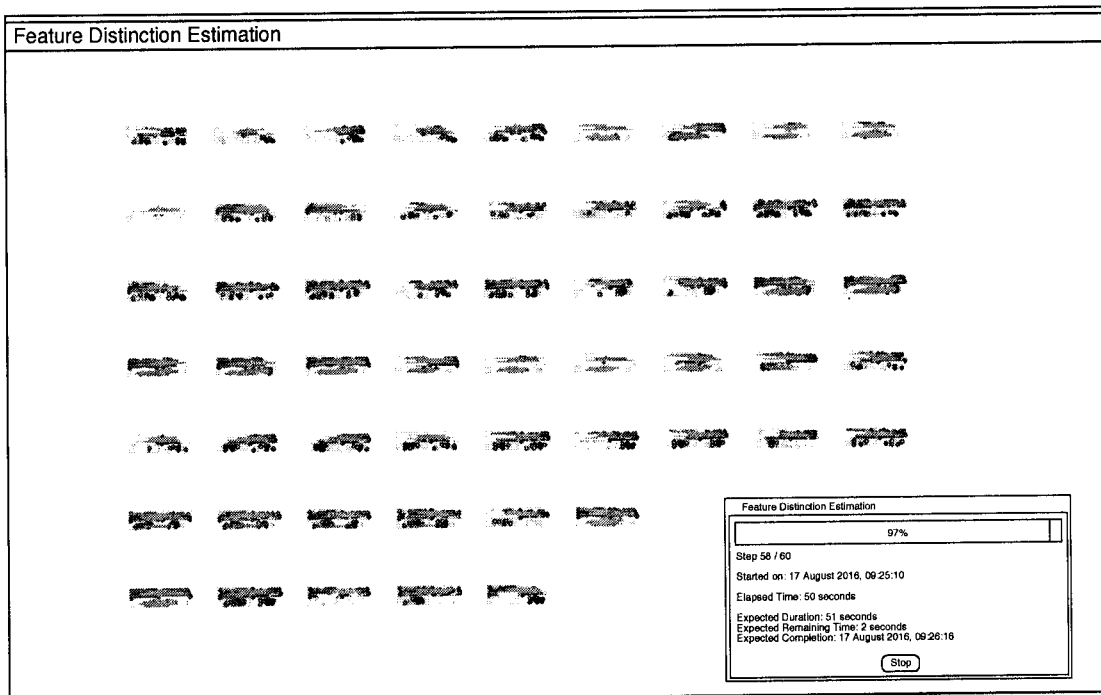 Feature Distinction Estimation
Feature Distinction Estimation
97%
Step 58 / 60
Started on: 17 August 2016, 09:25:10
Elapsed Time: 50 seconds
Expected Duration: 51 seconds
Expected Remaining Time: 2 seconds
Expected Completion: 17 August 2016, 09:26:16
Stop